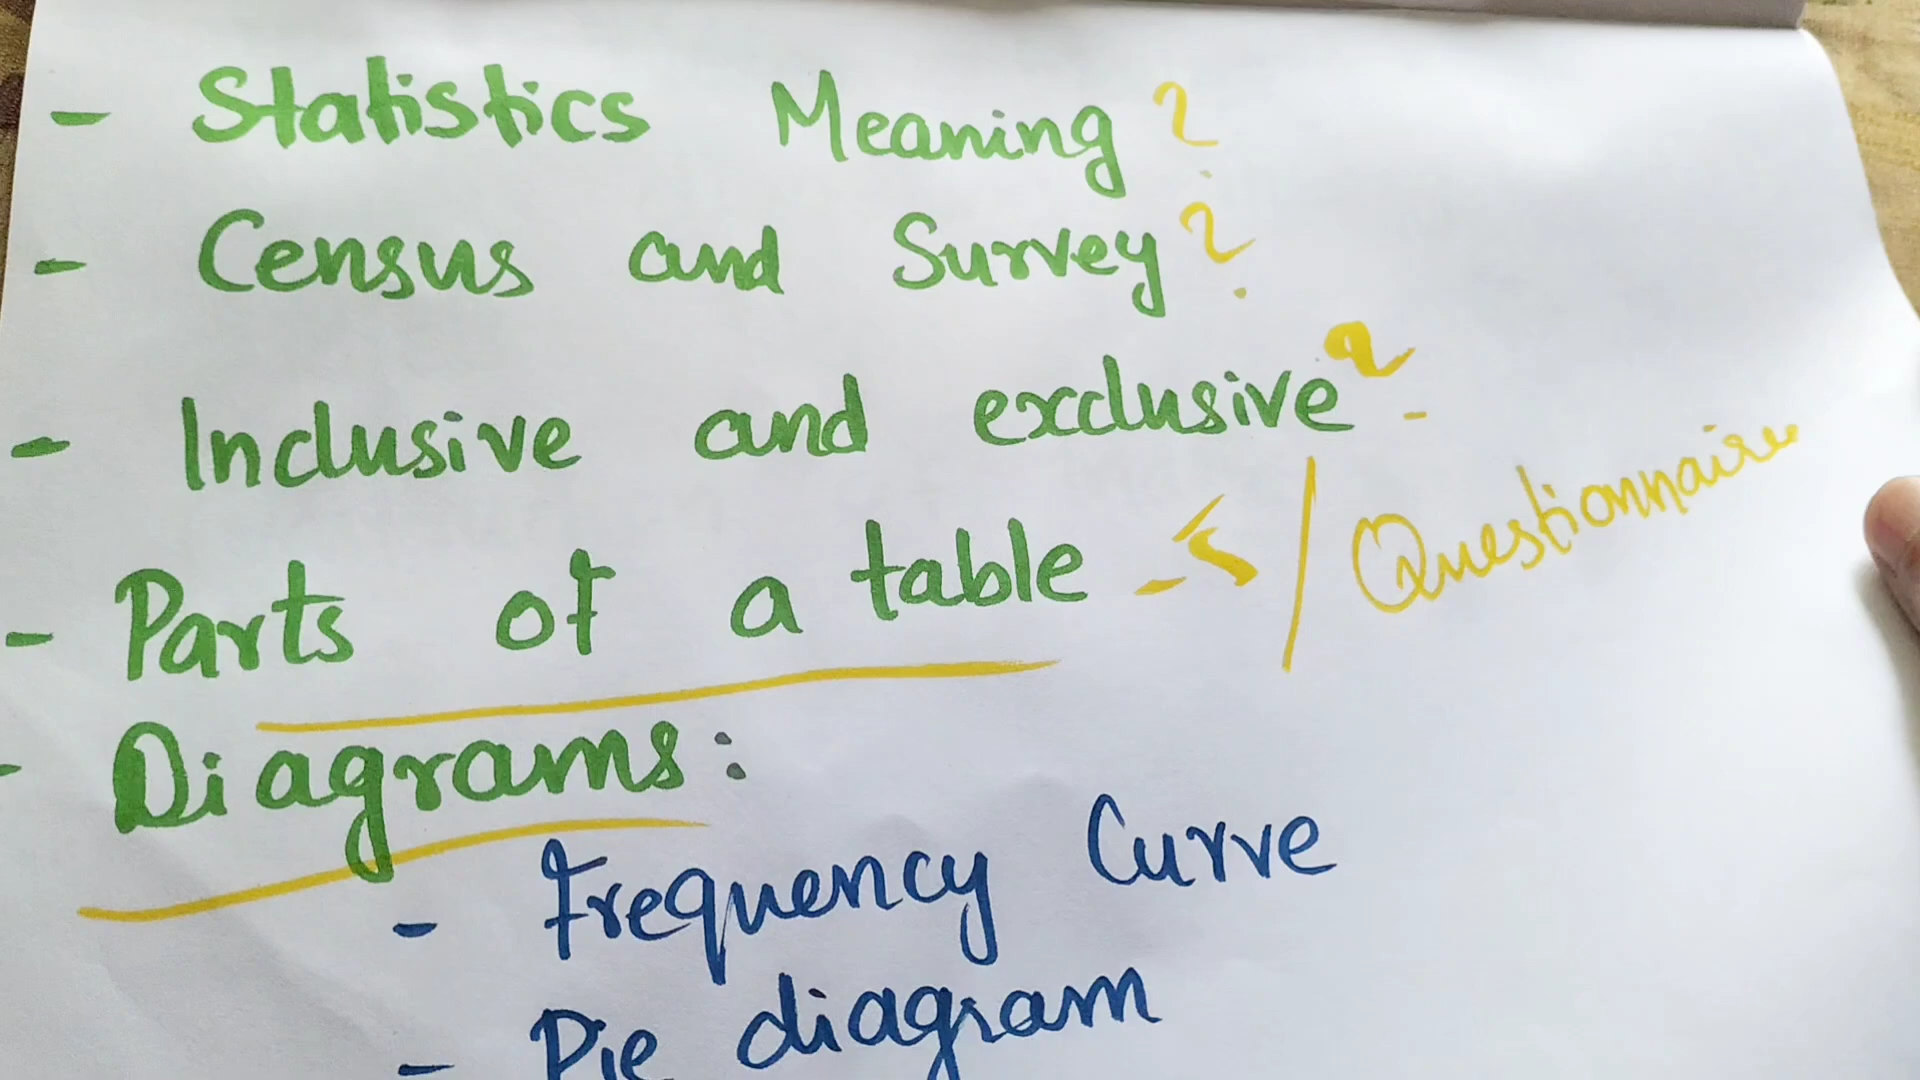 - Statistics Meaning?
- Census and Survey?
- Inclusive and exclusive?
- Parts of a table - 5 / Questionnaire
- Diagrams:
- Frequency Curve
- Pie diagram